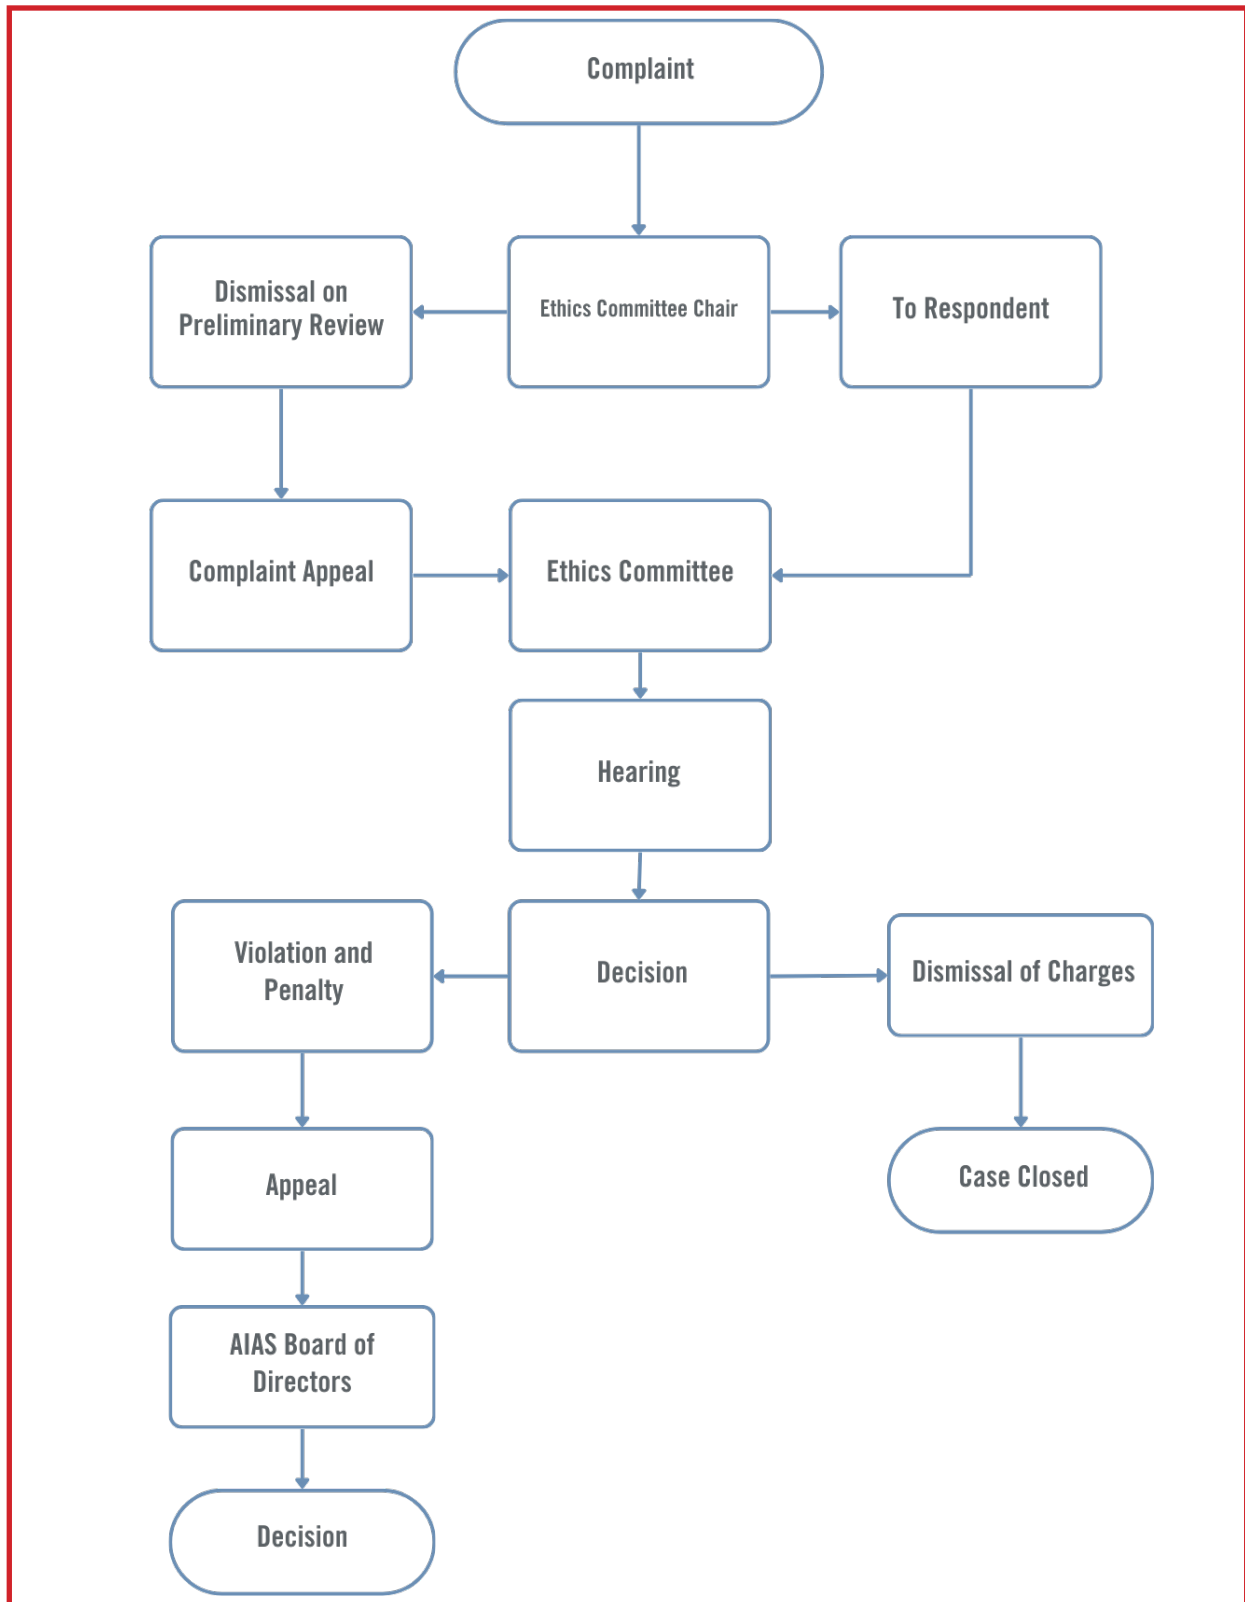 Complaint
Dismissal on
Preliminary Review
Ethics Committee Chair
To Respondent
Complaint Appeal
Ethics Committee
Hearing
Violation and
Penalty
Decision
Dismissal of Charges
Appeal
Case Closed
AIAS Board of
Directors
Decision